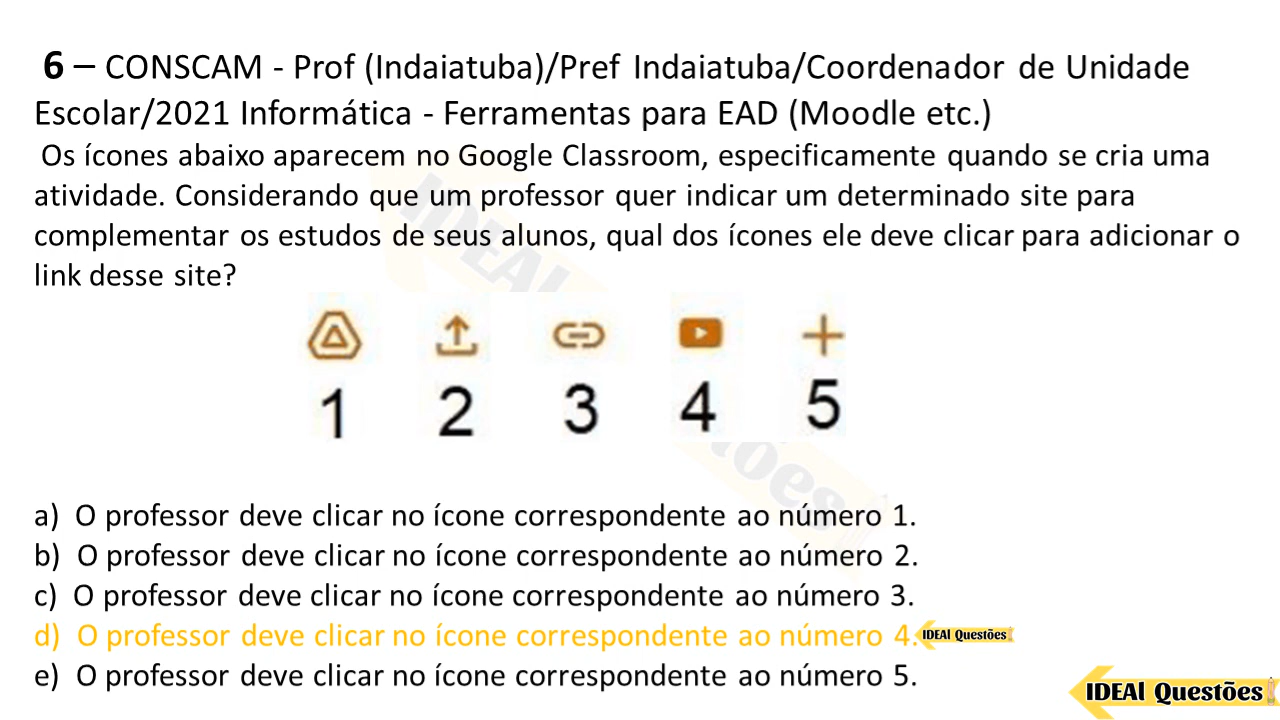 6 – CONSCAM - Prof (Indaiatuba)/Pref Indaiatuba/Coordenador de Unidade
Escolar/2021 Informática - Ferramentas para EAD (Moodle etc.)
Os ícones abaixo aparecem no Google Classroom, especificamente quando se cria uma
atividade. Considerando que um professor quer indicar um determinado site para
complementar os estudos de seus alunos, qual dos ícones ele deve clicar para adicionar o
link desse site?
1 2 3 4 5
a) O professor deve clicar no ícone correspondente ao número 1.
b) O professor deve clicar no ícone correspondente ao número 2.
c) O professor deve clicar no ícone correspondente ao número 3.
d) O professor deve clicar no ícone correspondente ao número 4. IDEAl Questões
e) O professor deve clicar no ícone correspondente ao número 5.
IDEAl Questões